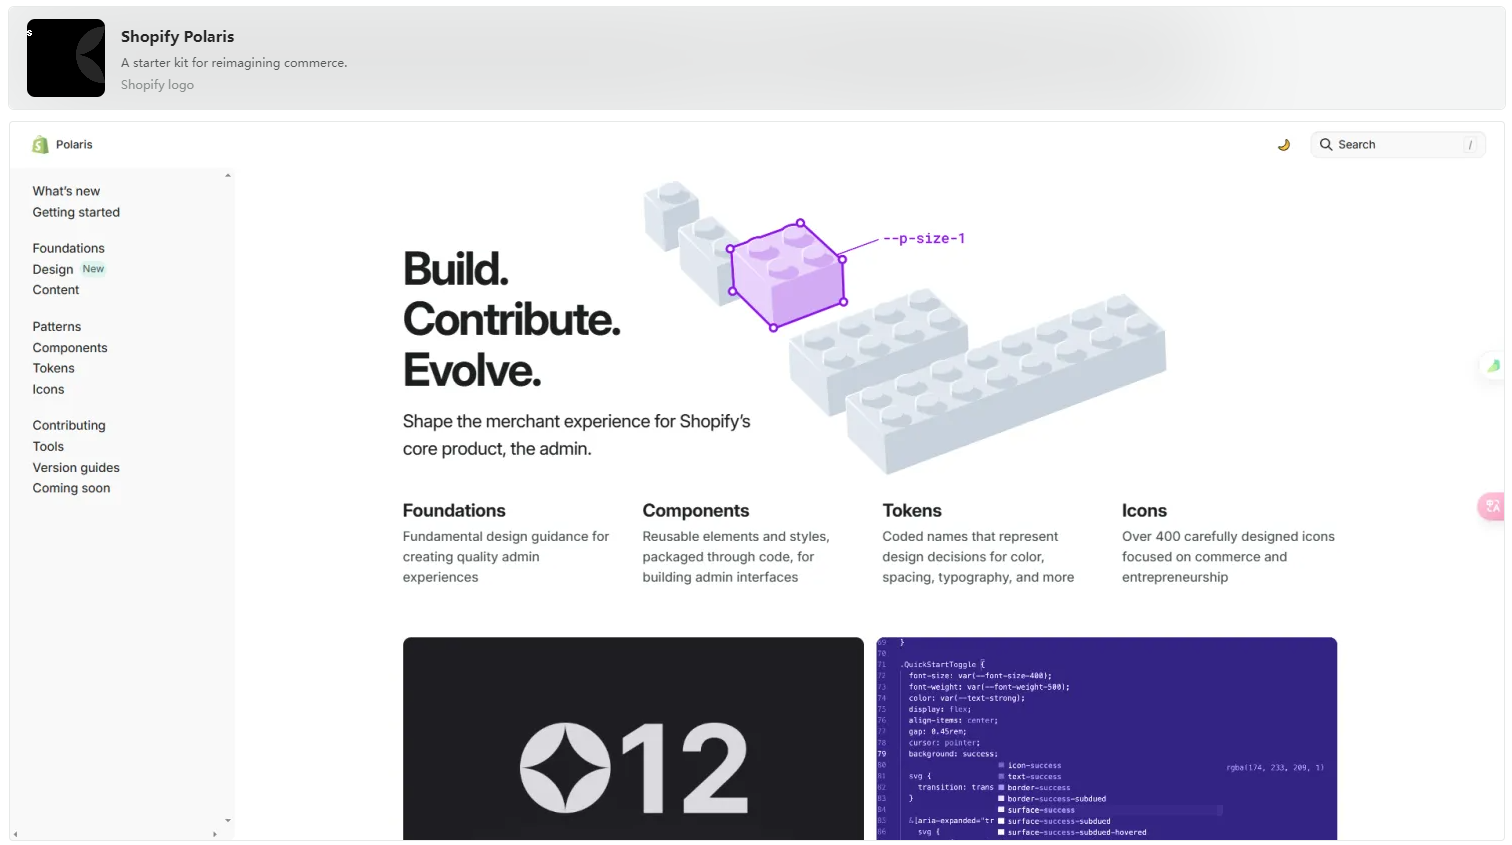 s
Shopify Polaris
A starter kit for reimagining commerce.
Shopify logo
Polaris
Search
/
What's new
Getting started
Foundations
Design New
Content
Patterns
Components
Tokens
Icons
Contributing
Tools
Version guides
Coming soon
--p-size-1
Build.
Contribute.
Evolve.
Shape the merchant experience for Shopify's
core product, the admin.
Foundations
Fundamental design guidance for
creating quality admin
experiences
Components
Reusable elements and styles,
packaged through code, for
building admin interfaces
Tokens
Coded names that represent
design decisions for color,
spacing, typography, and more
Icons
Over 400 carefully designed icons
focused on commerce and
entrepreneurship
12
69 }
70
71 .QuickStartToggle {
72 font-size: var(--font-size-400);
73 font-weight: var(--font-weight-500);
74 color: var(--text-strong);
75 display: flex;
76 align-items: center;
77 gap: 0.45rem;
78 cursor: pointer;
79 background: success;
80 icon-success rgba(174, 233, 209, 1)
81 svg { text-success
82 transition: trans border-success
83 } border-success-subdued
84 surface-success
85 &[aria-expanded="tr surface-success-subdued
86 svg { surface-success-subdued-hovered